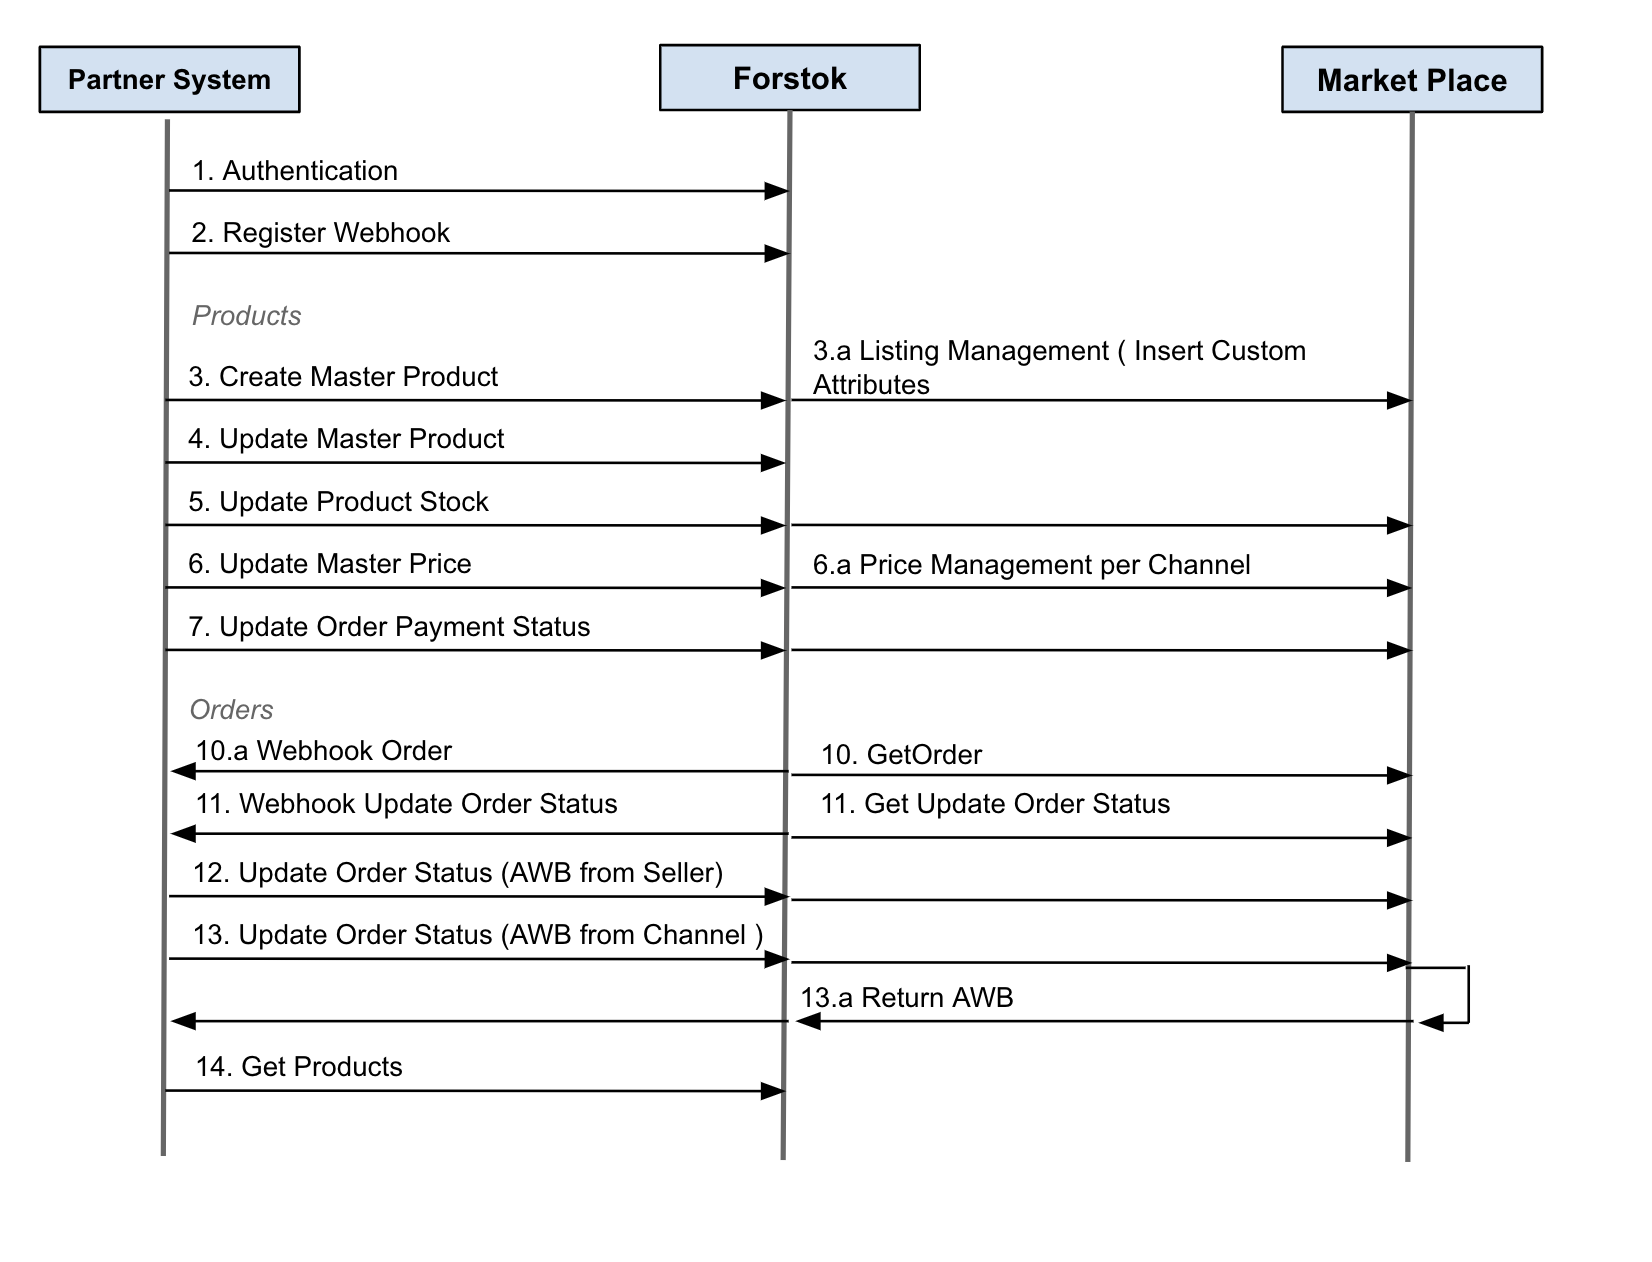 Partner System
Forstok
Market Place
1. Authentication
2. Register Webhook
Products
3.a Listing Management ( Insert Custom
Attributes
3. Create Master Product
4. Update Master Product
5. Update Product Stock
6. Update Master Price
6.a Price Management per Channel
7. Update Order Payment Status
Orders
10.a Webhook Order
10. GetOrder
11. Webhook Update Order Status
11. Get Update Order Status
12. Update Order Status (AWB from Seller)
13. Update Order Status (AWB from Channel )
13.a Return AWB
14. Get Products